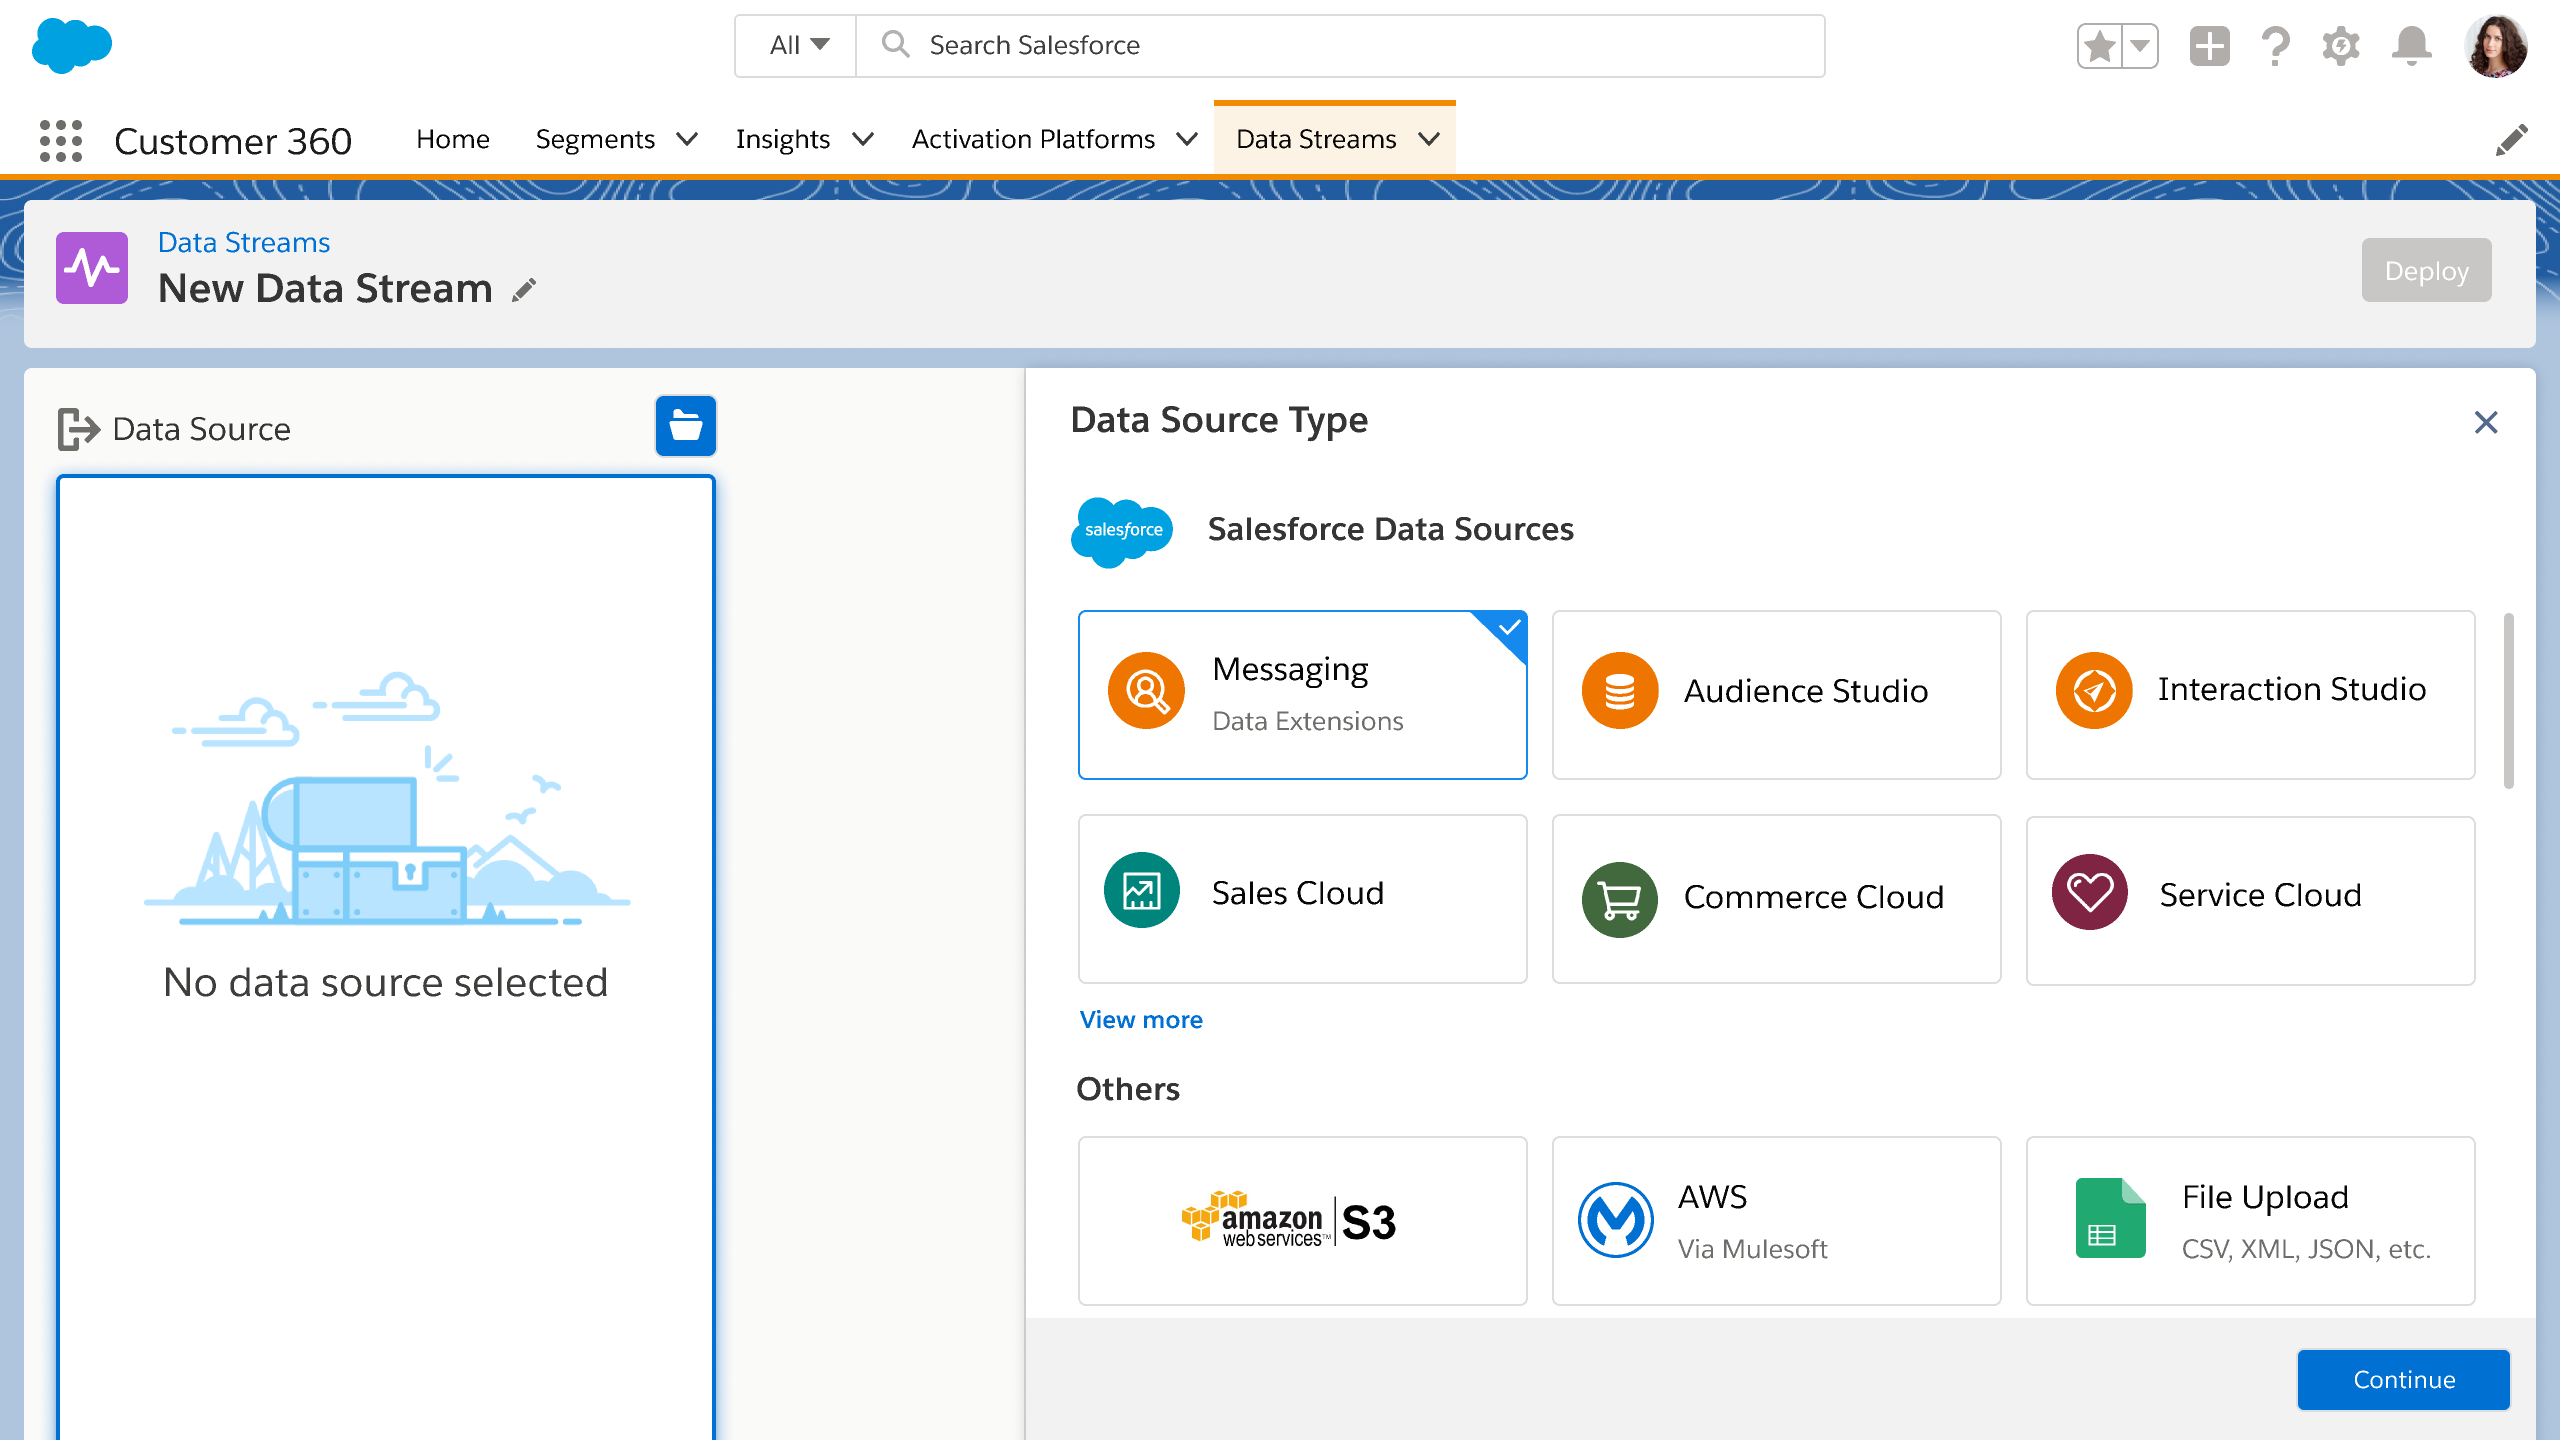 All
Search Salesforce
Customer 360
Home
Segments
Insights
Activation Platforms
Data Streams
Data Streams
New Data Stream
Deploy
Data Source
No data source selected
Data Source Type
salesforce
Salesforce Data Sources
Messaging
Data Extensions
Audience Studio
Interaction Studio
Sales Cloud
Commerce Cloud
Service Cloud
View more
Others
amazon
webservices™
S3
AWS
Via Mulesoft
File Upload
CSV, XML, JSON, etc.
Continue